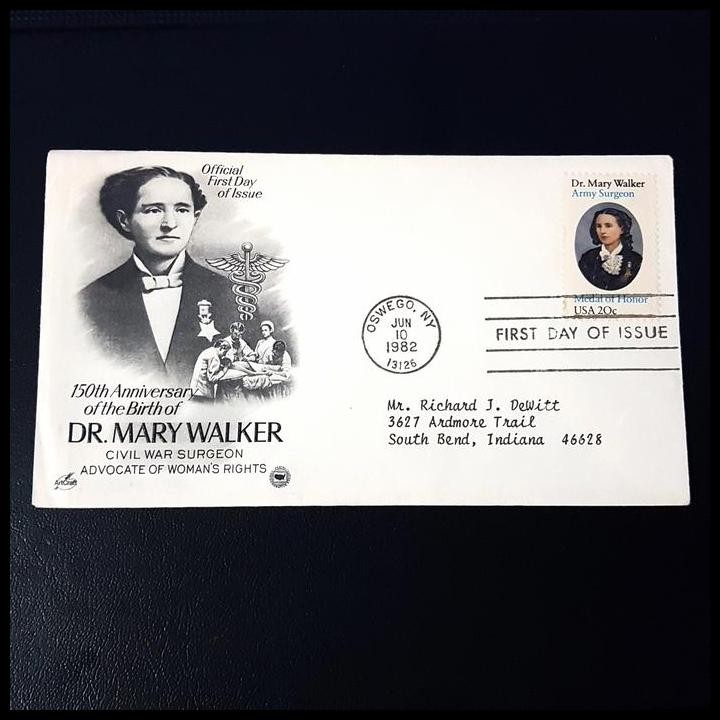 Official
First Day
of Issue
150th Anniversary
of the Birth of
DR. MARY WALKER
CIVIL WAR SURGEON
ADVOCATE OF WOMAN'S RIGHTS
ArtCraft
Dr. Mary Walker
Army Surgeon
Medal of Honor
USA 20c
OSWEGO, NY
JUN
10
1982
13126
FIRST DAY OF ISSUE
Mr. Richard J. DeWitt
3627 Ardmore Trail
South Bend, Indiana 46628